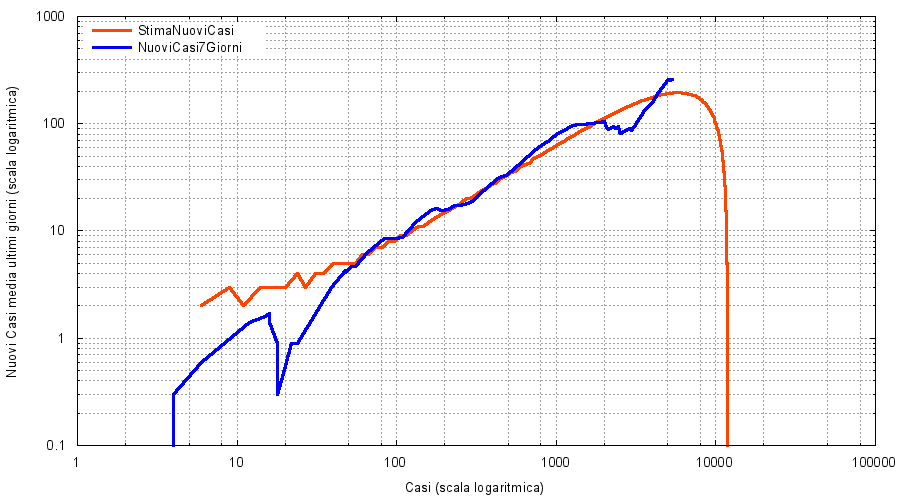 1000
StimaNuoviCasi
NuoviCasi7Giorni
100
10
1
0.1
Nuovi Casi media ultimi giorni (scala logaritmica)
1 10 100 1000 10000 100000
Casi (scala logaritmica)